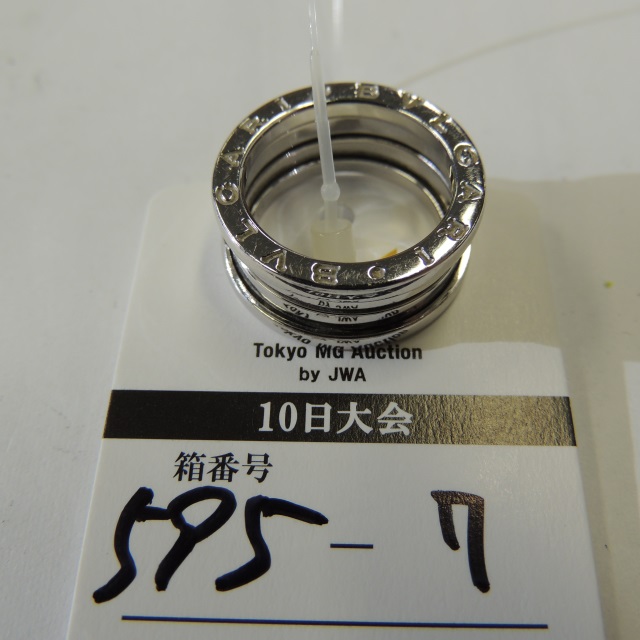 BVLGARI BVLGARI
Tokyo MG Auction
by JWA
10日大会
箱番号
595-7